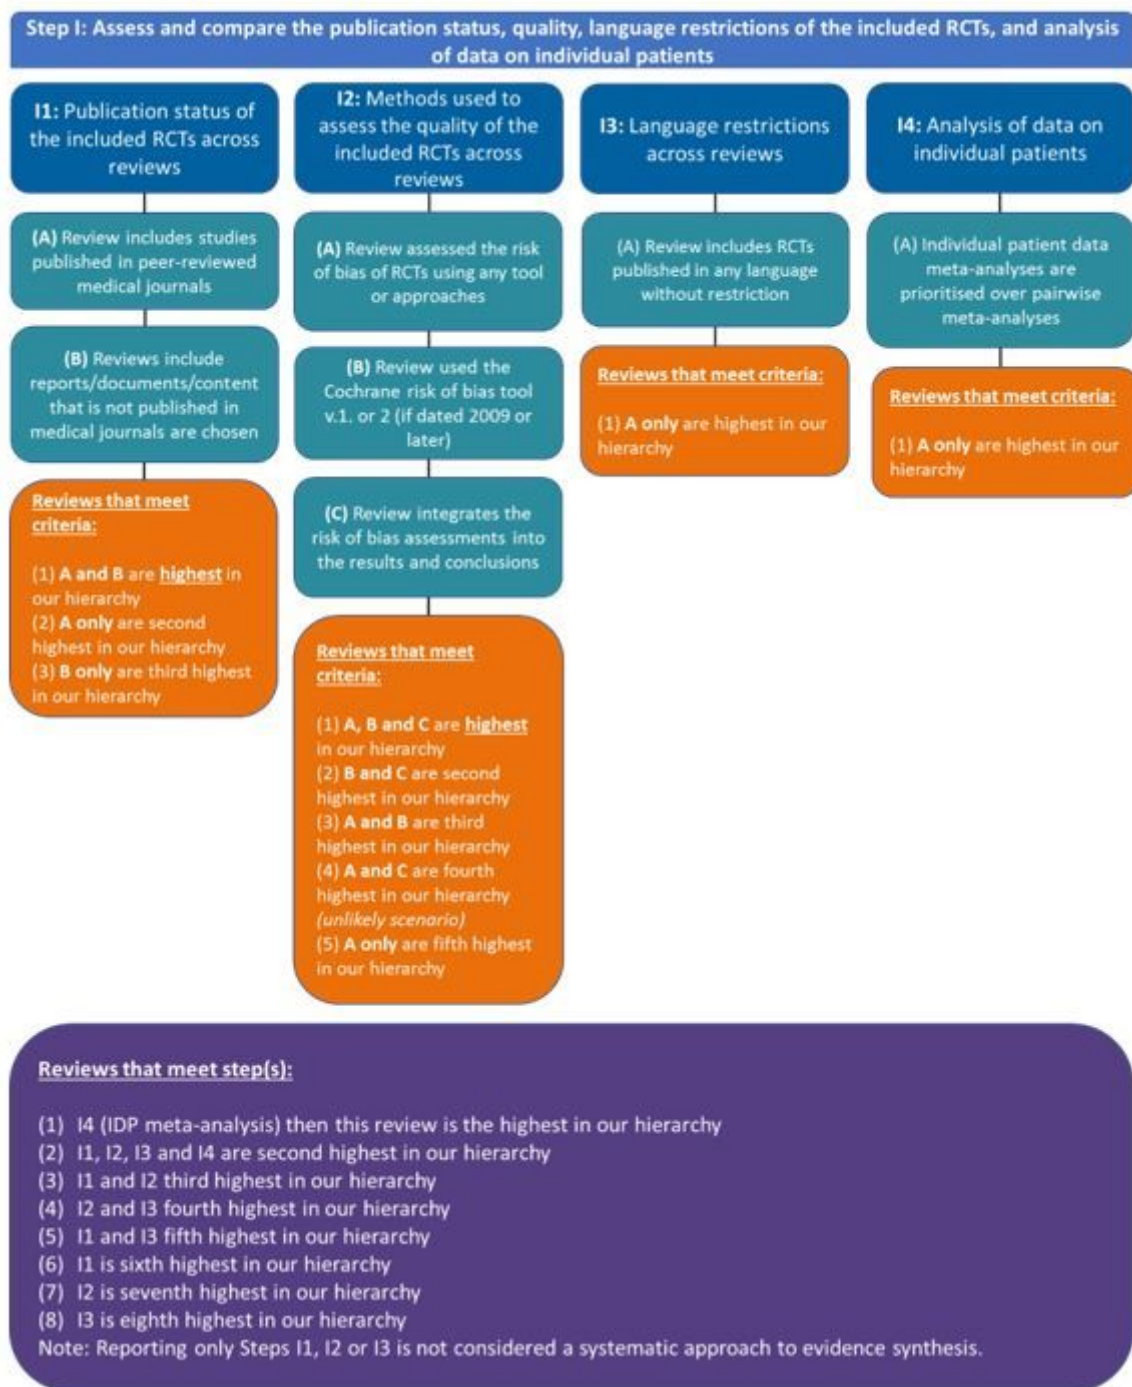 Step I: Assess and compare the publication status, quality, language restrictions of the included RCTs, and analysis
of data on individual patients
I1: Publication status of
the included RCTs across
reviews
(A) Review includes studies
published in peer-reviewed
medical journals
(B) Reviews include
reports/documents/content
that is not published in
medical journals are chosen
Reviews that meet
criteria:
(1) A and B are highest in
our hierarchy
(2) A only are second
highest in our hierarchy
(3) B only are third highest
in our hierarchy
I2: Methods used to
assess the quality of the
included RCTs across
reviews
(A) Review assessed the risk
of bias of RCTs using any tool
or approaches
(B) Review used the
Cochrane risk of bias tool
v.1. or 2 (if dated 2009 or
later)
(C) Review integrates the
risk of bias assessments into
the results and conclusions
Reviews that meet
criteria:
(1) A, B and C are highest
in our hierarchy
(2) B and C are second
highest in our hierarchy
(3) A and B are third
highest in our hierarchy
(4) A and C are fourth
highest in our hierarchy
(unlikely scenario)
(5) A only are fifth highest
in our hierarchy
I3: Language restrictions
across reviews
(A) Review includes RCTs
published in any language
without restriction
Reviews that meet criteria:
(1) A only are highest in our
hierarchy
I4: Analysis of data on
individual patients
(A) Individual patient data
meta-analyses are
prioritised over pairwise
meta-analyses
Reviews that meet criteria:
(1) A only are highest in our
hierarchy
Reviews that meet step(s):
(1) I4 (IDP meta-analysis) then this review is the highest in our hierarchy
(2) I1, I2, I3 and I4 are second highest in our hierarchy
(3) I1 and I2 third highest in our hierarchy
(4) I2 and I3 fourth highest in our hierarchy
(5) I1 and I3 fifth highest in our hierarchy
(6) I1 is sixth highest in our hierarchy
(7) I2 is seventh highest in our hierarchy
(8) I3 is eighth highest in our hierarchy
Note: Reporting only Steps I1, I2 or I3 is not considered a systematic approach to evidence synthesis.